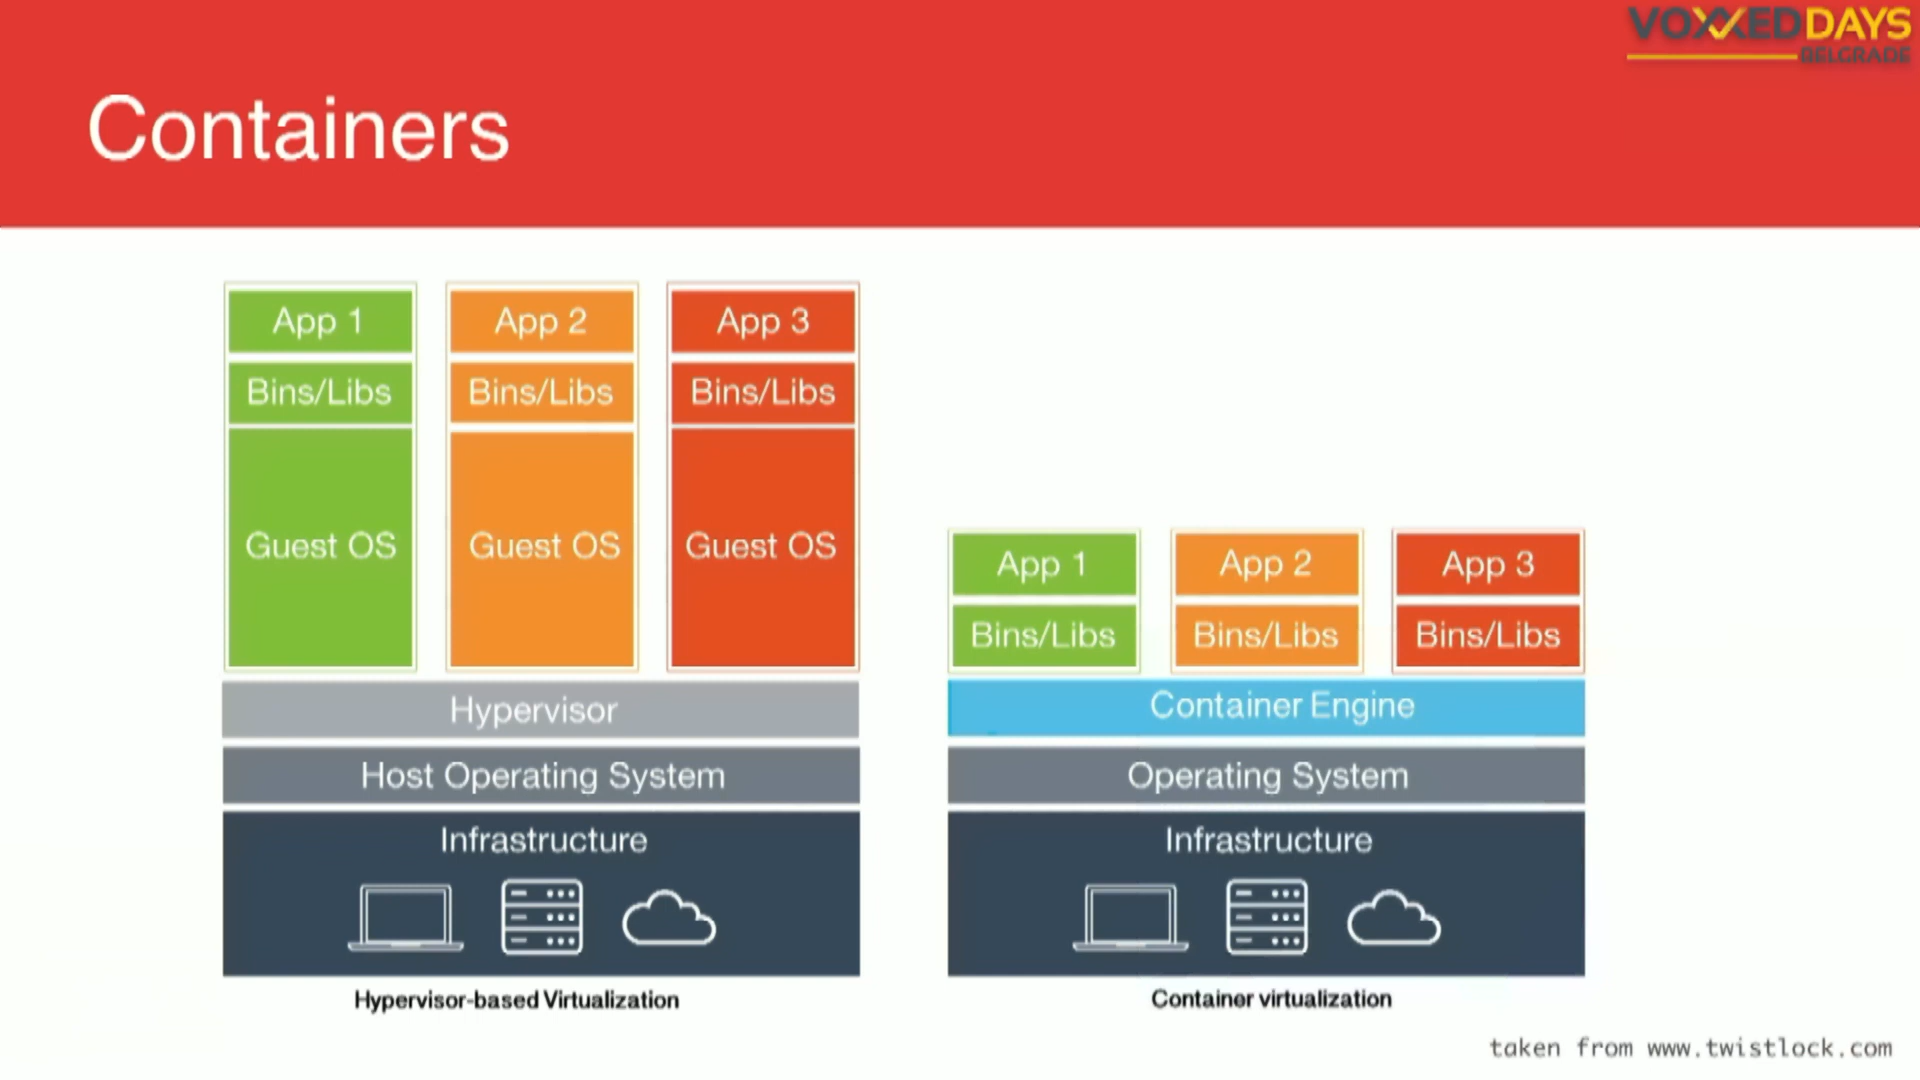 VOXXEDDAYS
BELGRADE
Containers
App 1
Bins/Libs
Guest OS
App 2
Bins/Libs
Guest OS
App 3
Bins/Libs
Guest OS
Hypervisor
Host Operating System
Infrastructure
Hypervisor-based Virtualization
App 1
Bins/Libs
App 2
Bins/Libs
App 3
Bins/Libs
Container Engine
Operating System
Infrastructure
Container virtualization
taken from www.twistlock.com